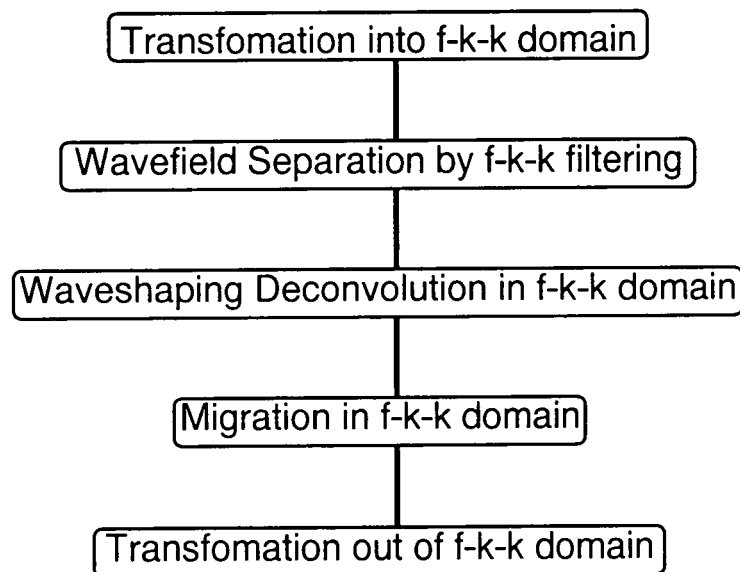 Transfomation into f-k-k domain
Wavefield Separation by f-k-k filtering
Waveshaping Deconvolution in f-k-k domain
Migration in f-k-k domain
Transfomation out of f-k-k domain